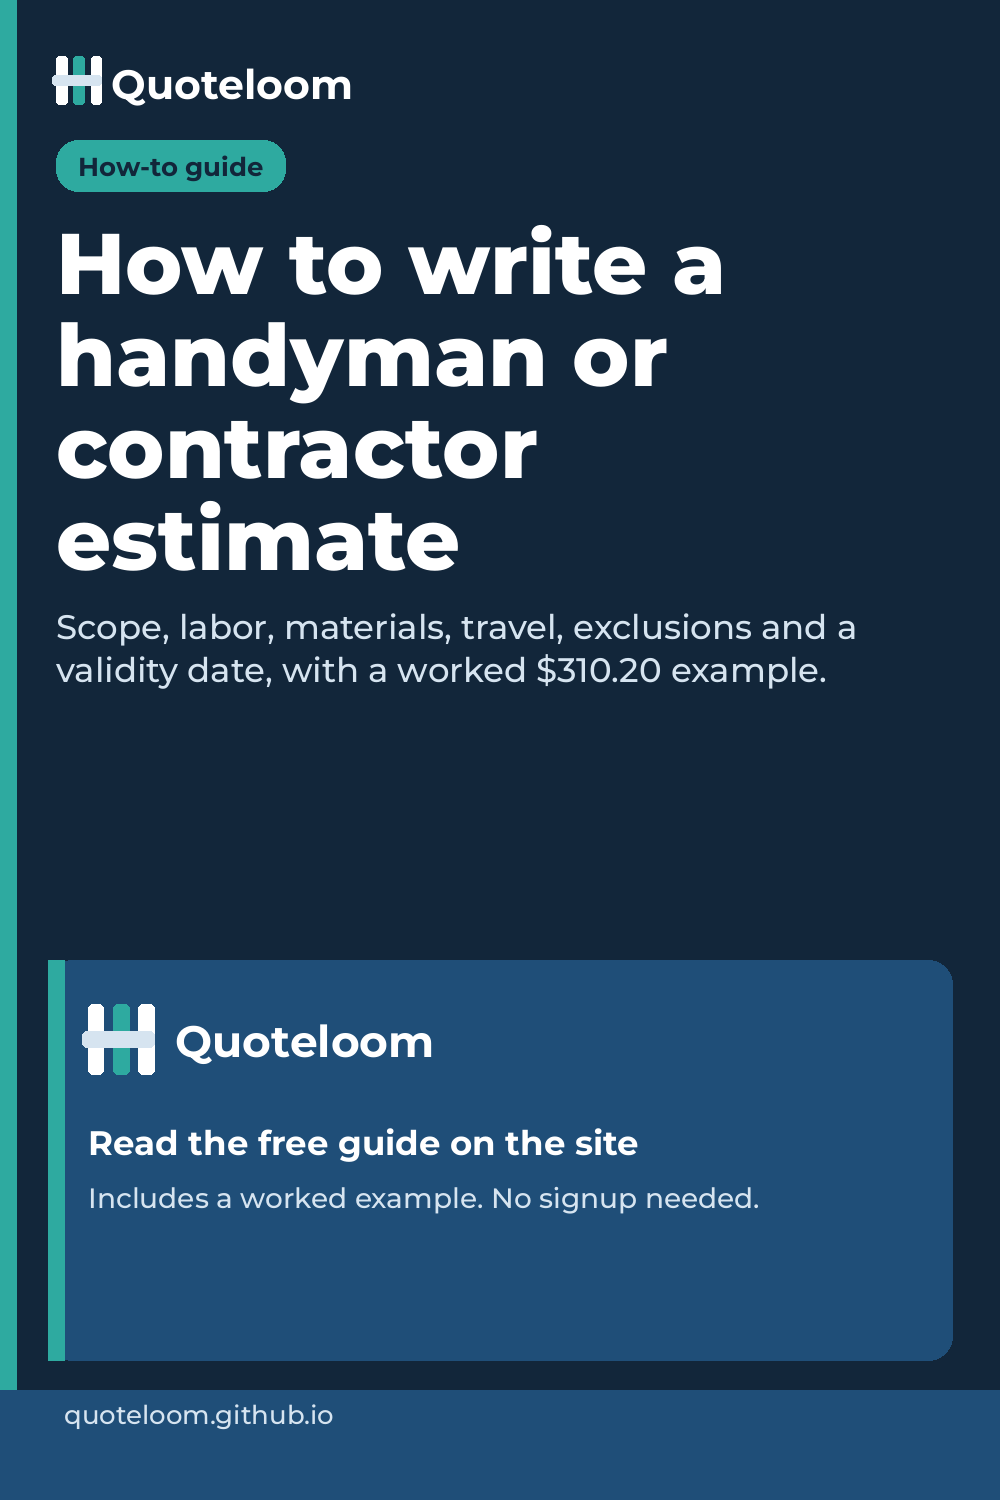 Quoteloom
How-to guide
How to write a
handyman or
contractor
estimate
Scope, labor, materials, travel, exclusions and a
validity date, with a worked $310.20 example.
Quoteloom
Read the free guide on the site
Includes a worked example. No signup needed.
quoteloom.github.io